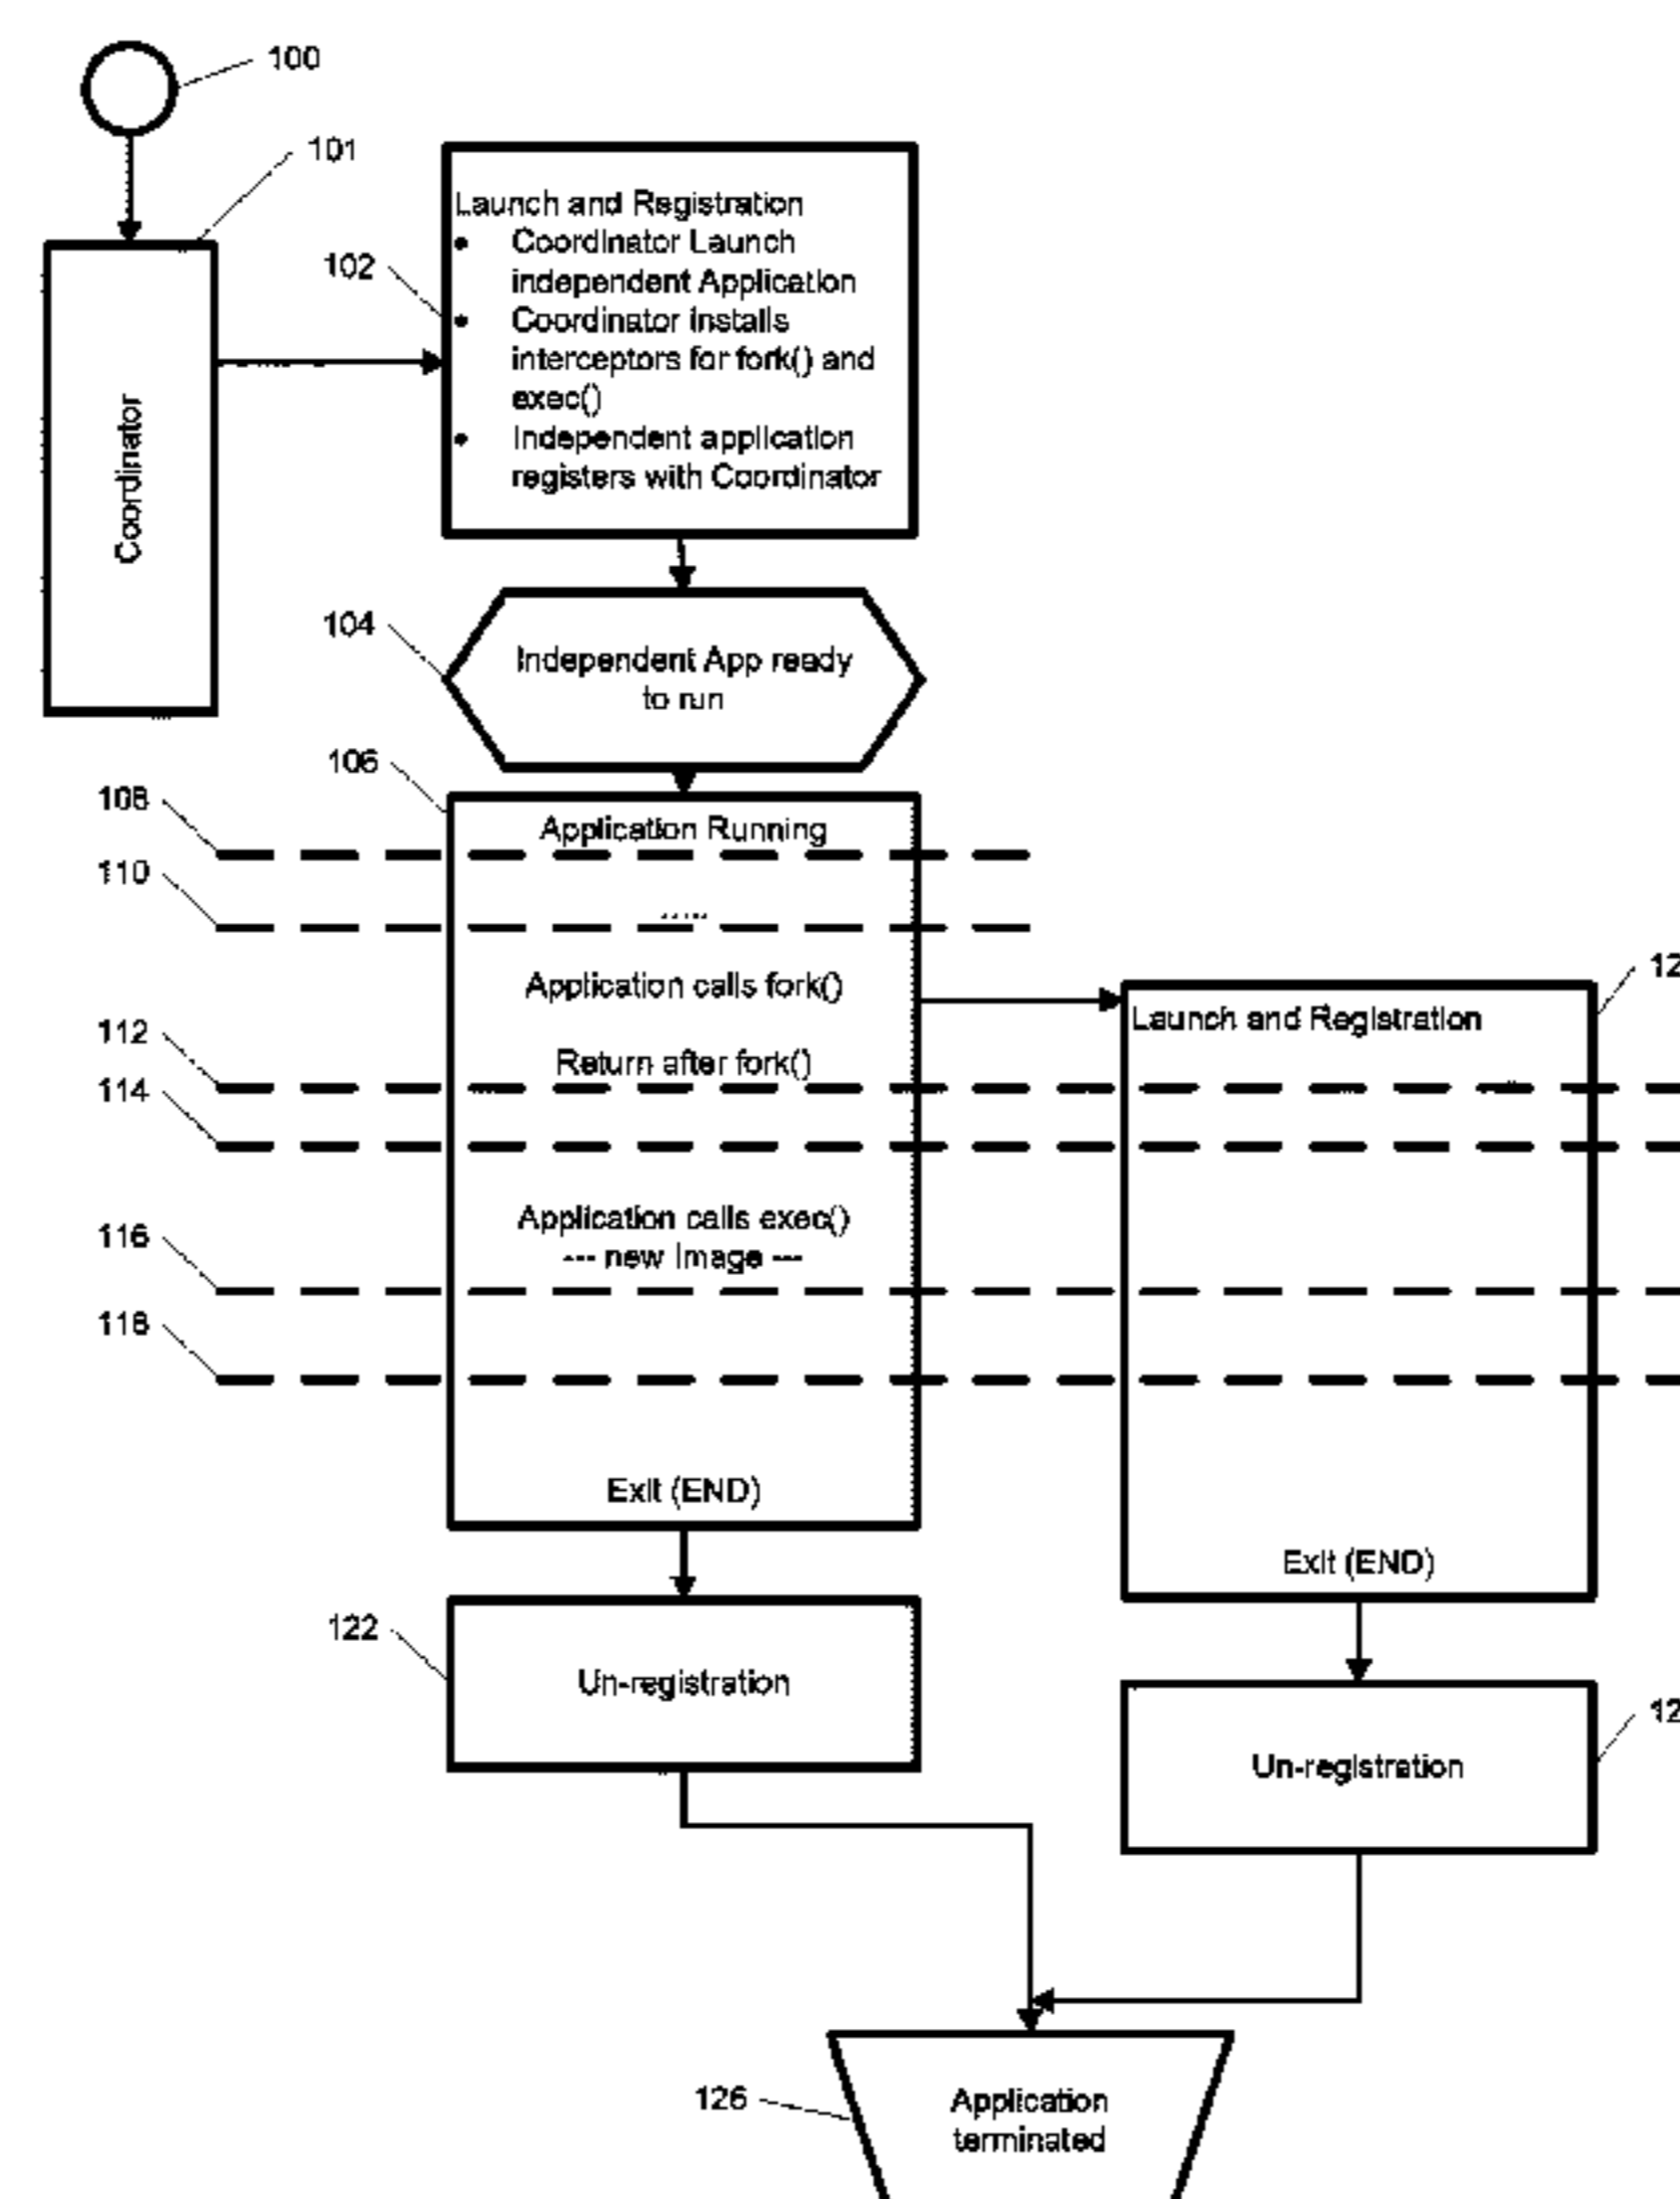 100
101
Coordinator
102
Launch and Registration
• Coordinator Launch
independent Application
• Coordinator installs
interceptors for fork() and
exec()
• Independent application
registers with Coordinator
104
Independent App ready
to run
106
108
Application Running
110
.....
Application calls fork()
Launch and Registration
112
Return after fork()
114
Application calls exec()
--- new Image ---
116
118
Exit (END)
Exit (END)
122
Un-registration
Un-registration
126
Application
terminated